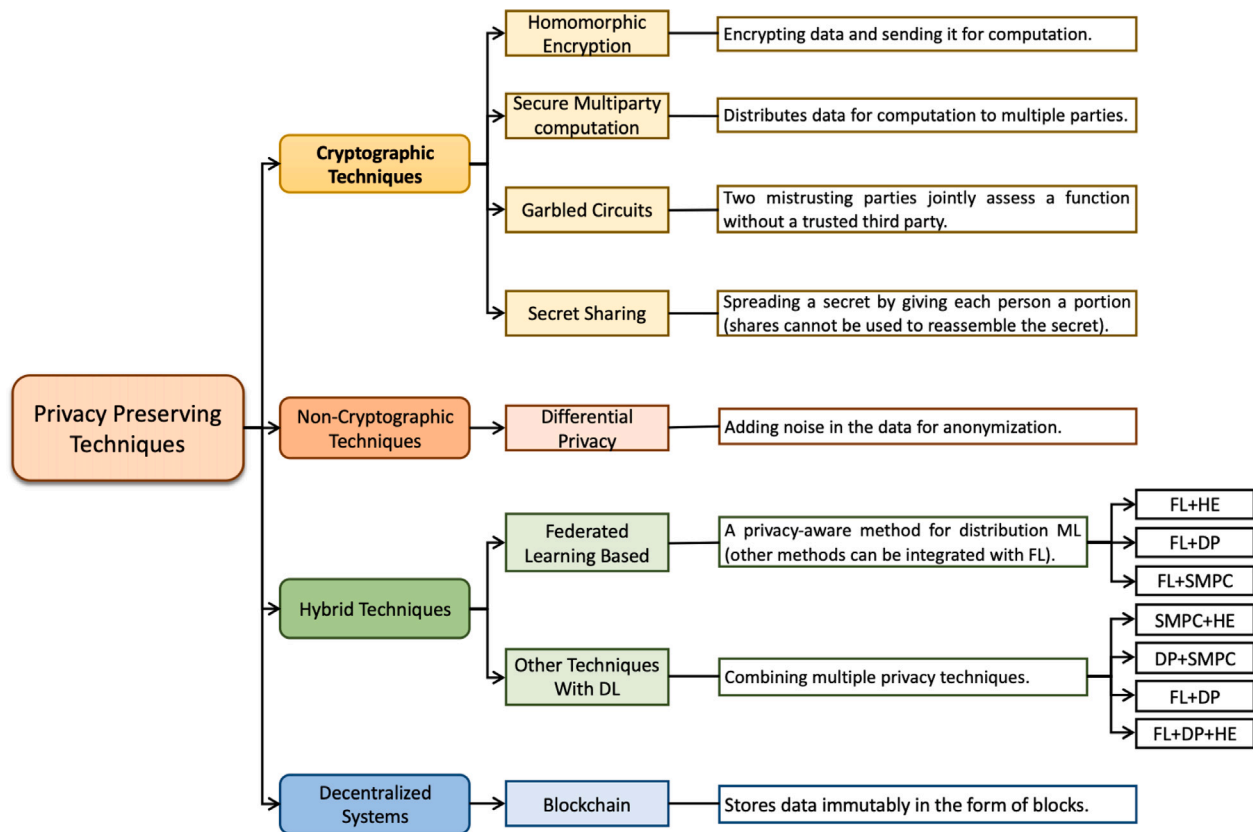 Homomorphic
Encryption
Encrypting data and sending it for computation.
Secure Multiparty
computation
Distributes data for computation to multiple parties.
Cryptographic
Techniques
Garbled Circuits
Two mistrusting parties jointly assess a function
without a trusted third party.
Secret Sharing
Spreading a secret by giving each person a portion
(shares cannot be used to reassemble the secret).
Privacy Preserving
Techniques
Non-Cryptographic
Techniques
Differential
Privacy
Adding noise in the data for anonymization.
Hybrid Techniques
Federated
Learning Based
A privacy-aware method for distribution ML
(other methods can be integrated with FL).
FL+HE
FL+DP
FL+SMPC
Other Techniques
With DL
Combining multiple privacy techniques.
SMPC+HE
DP+SMPC
FL+DP
FL+DP+HE
Decentralized
Systems
Blockchain
Stores data immutably in the form of blocks.